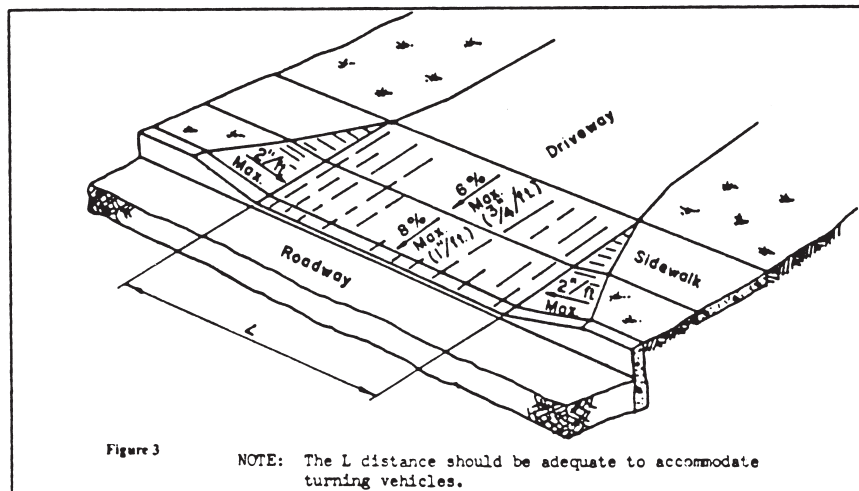 Driveway
2"/ft.
Max.
6%
Max.
(3/4"/ft.)
8%
Max.
(1"/ft.)
Sidewalk
2"/ft
Max
Roadway
L
Figure 3
NOTE: The L distance should be adequate to accommodate
turning vehicles.